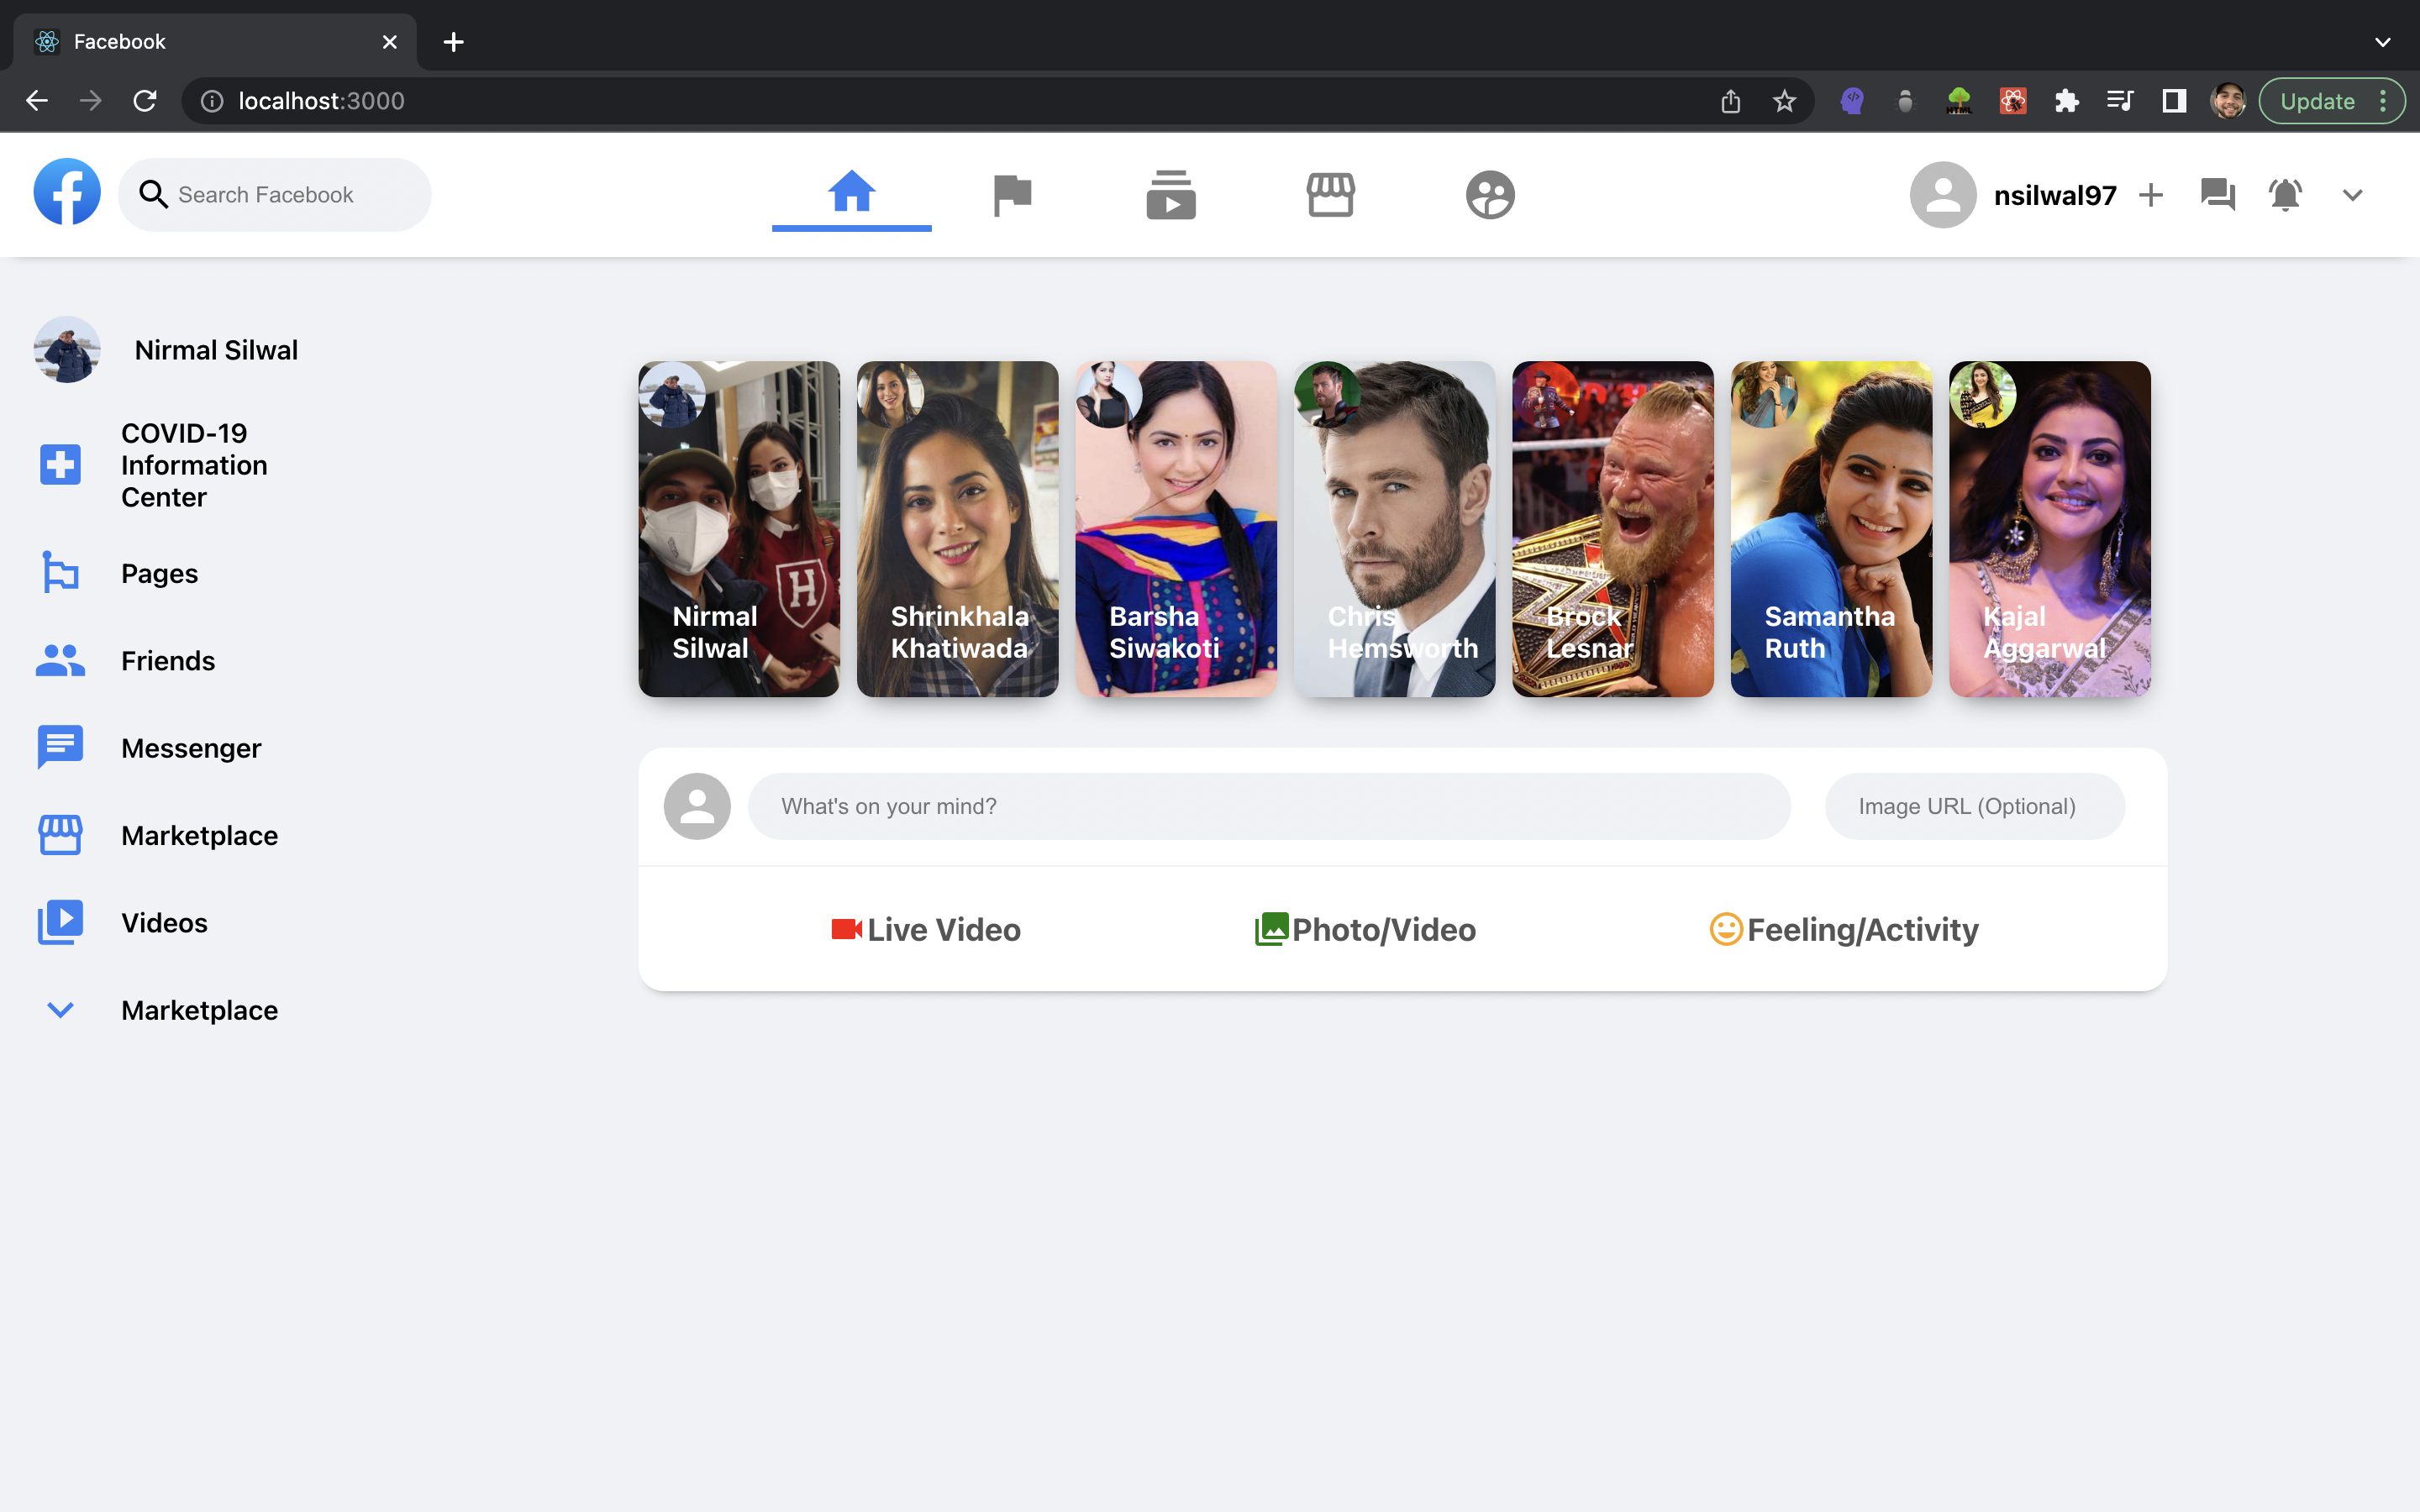 Facebook
localhost:3000
Update
Search Facebook
nsilwal97
Nirmal Silwal
COVID-19
Information
Center
Pages
Friends
Messenger
Marketplace
Videos
Marketplace
Nirmal
Silwal
Shrinkhala
Khatiwada
Barsha
Siwakoti
Chris
Hemsworth
Brock
Lesnar
Samantha
Ruth
Kajal
Aggarwal
H
What's on your mind?
Image URL (Optional)
Live Video
Photo/Video
Feeling/Activity